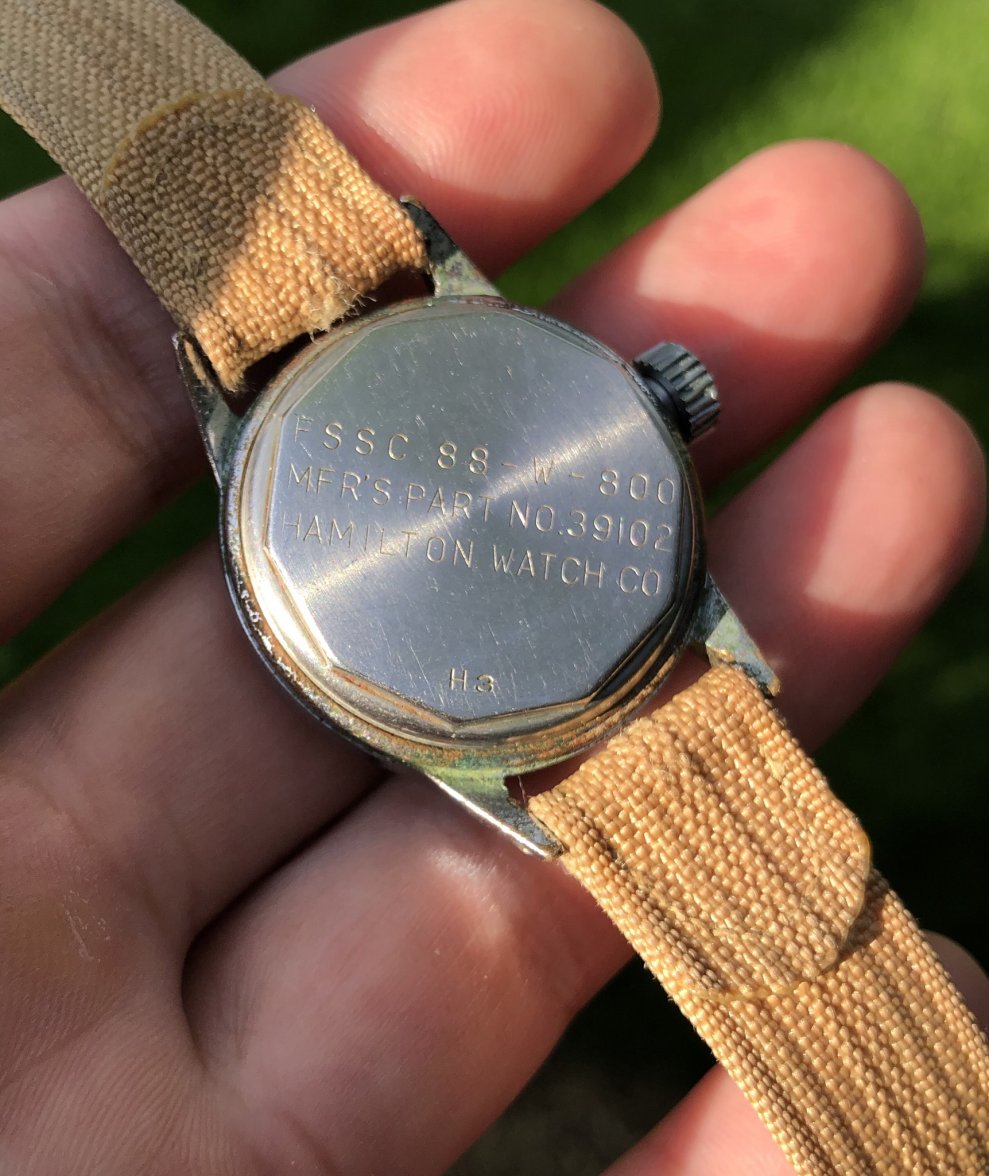 FSSC 88-W-800
MFR'S PART NO.39102
HAMILTON WATCH CO
H3